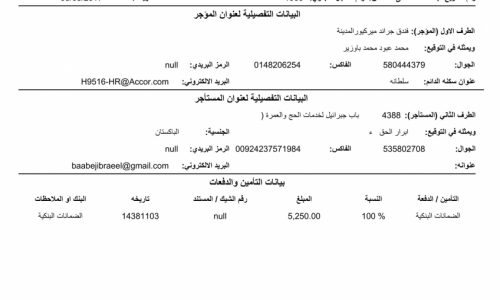 البيانات التفصيلية لعنوان المؤجر
الطرف الاول (المؤجر): فندق جراند ميركيورالمدينة
ويمثله في التوقيع: محمد عبود محمد باوزير
الجوال: 580444379 الفاكس: 0148206254 الرمز البريدي: null
عنوان سكنه الدائم: سلطانه البريد الالكتروني: H9516-HR@Accor.com
البيانات التفصيلية لعنوان المستأجر
الطرف الثاني (المستأجر): 4388 باب جبرائيل لخدمات الحج والعمرة (
ويمثله في التوقيع: ابرار الحق ء الجنسية: الباكستان
الجوال: 535802708 الفاكس: 00924237571984 الرمز البريدي: null
عنوانه: البريد الالكتروني: baabejibraeel@gmail.com
بيانات التأمين والدفعات
التأمين / الدفعة النسبة المبلغ رقم الشيك / المستند تاريخه البنك او الملاحظات
الضمانات البنكية 100 % 5,250.00 null 14381103 الضمانات البنكية